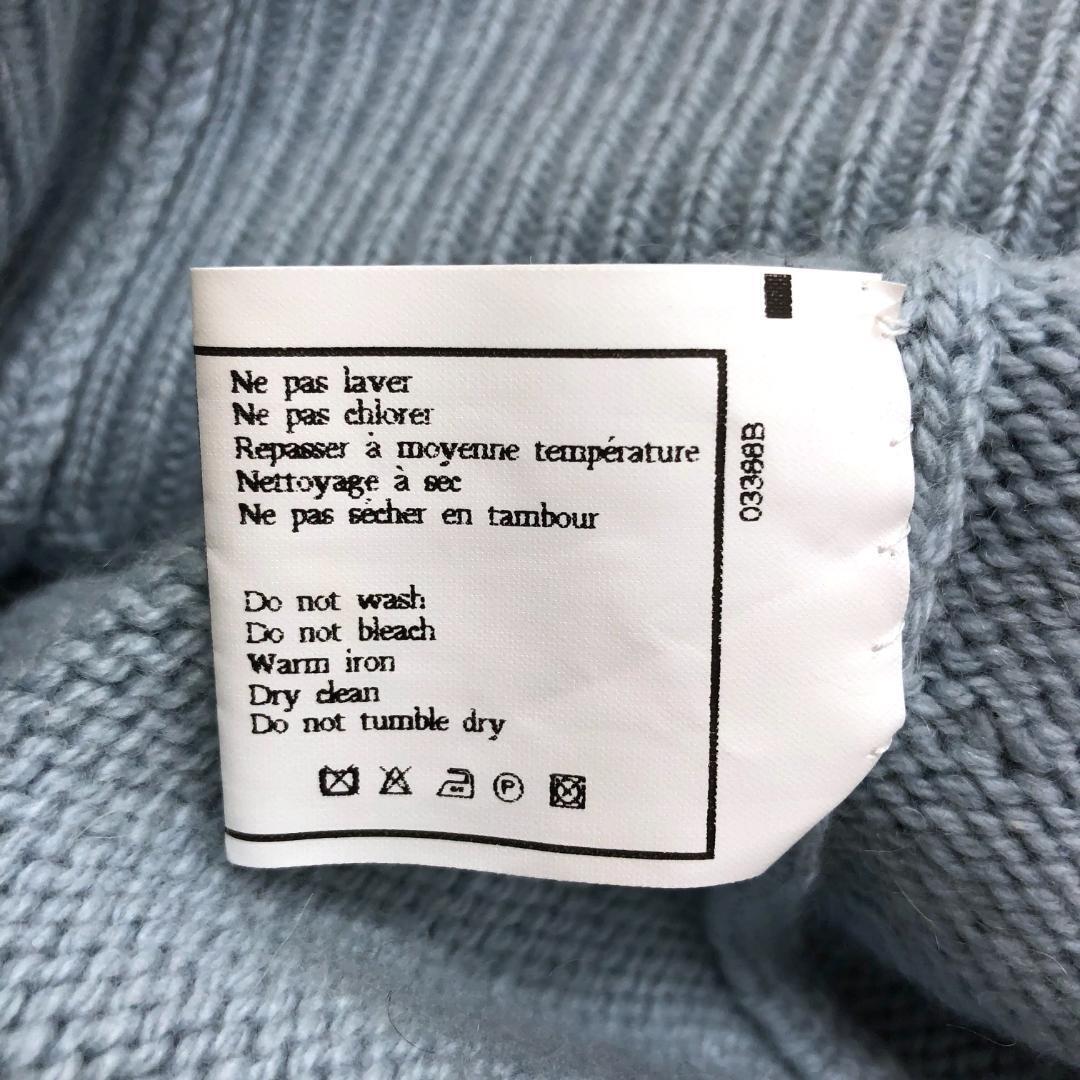 Ne pas laver
Ne pas chlorer
Repasser à moyenne température
Nettoyage à sec
Ne pas sécher en tambour
Do not wash
Do not bleach
Warm iron
Dry clean
Do not tumble dry
P
03388B